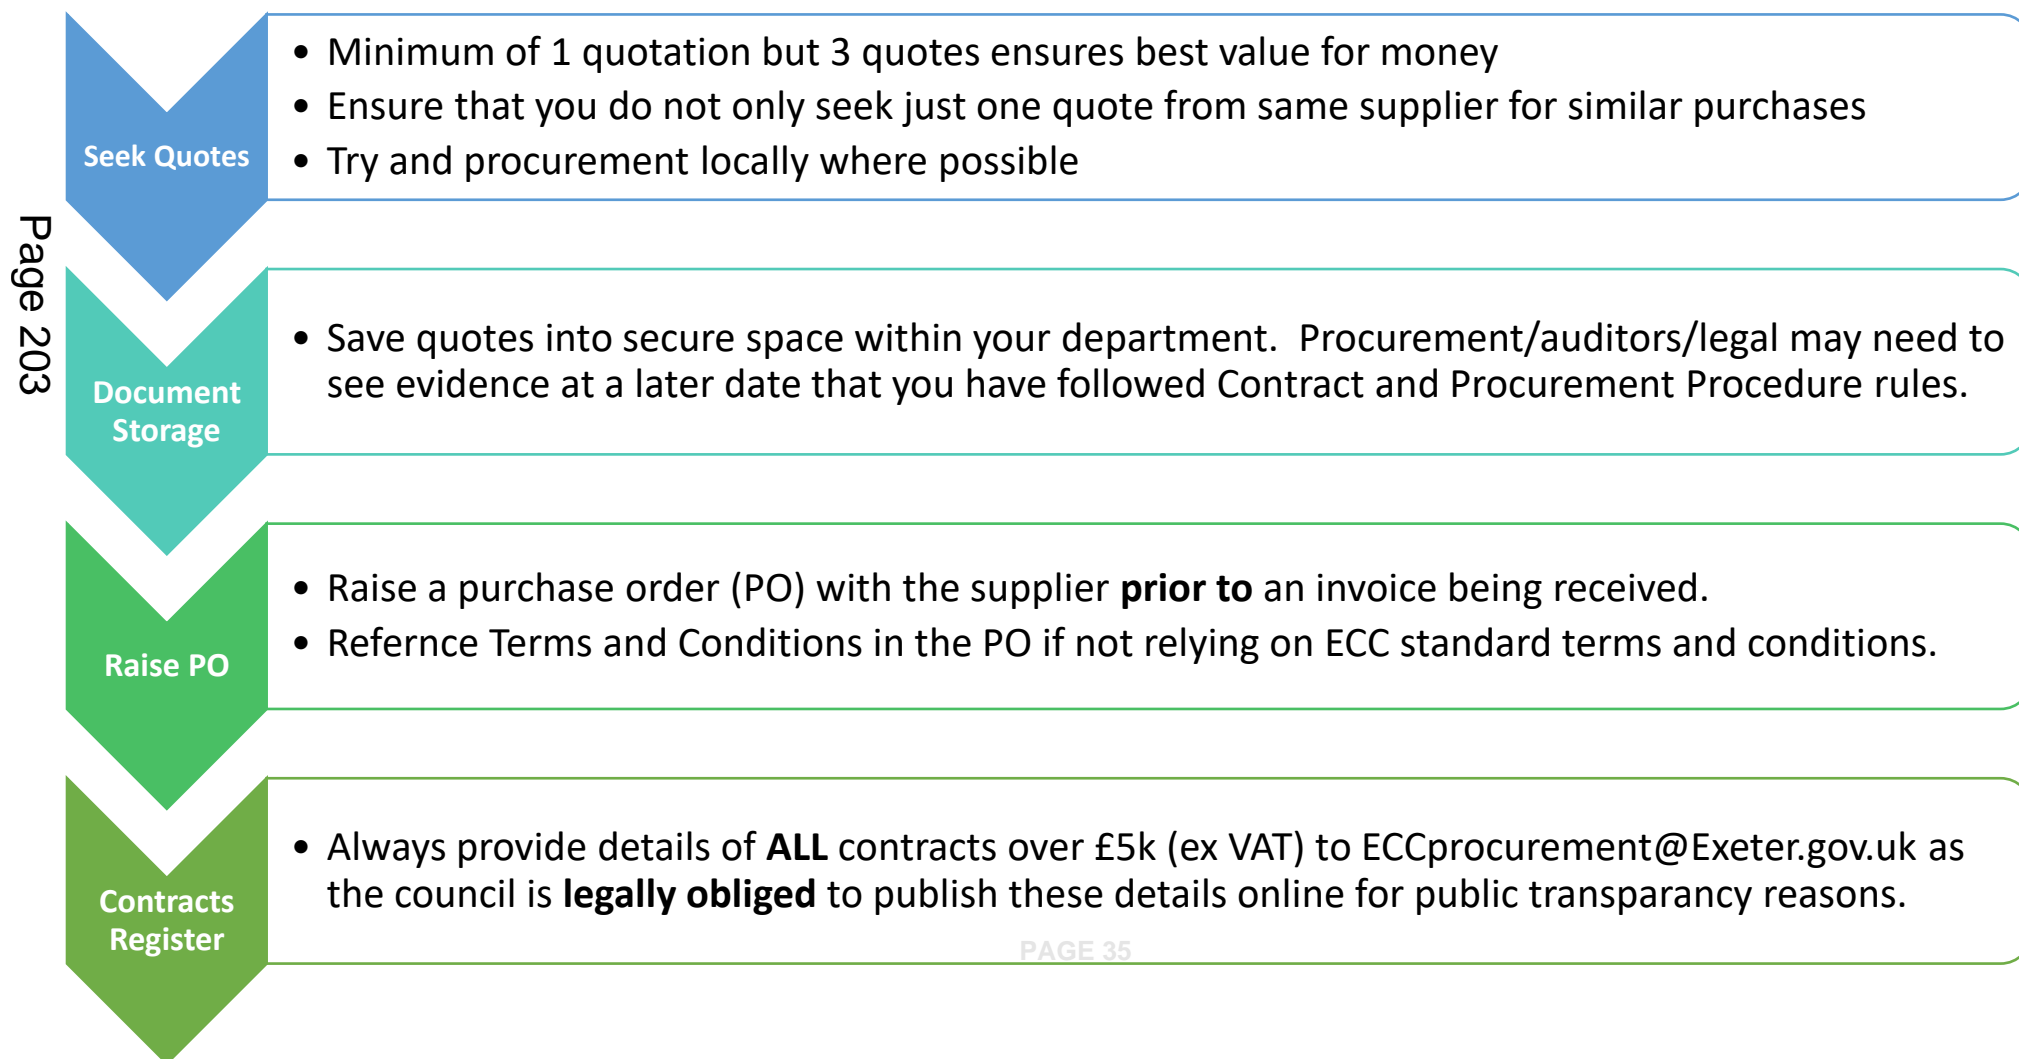 Seek Quotes
• Minimum of 1 quotation but 3 quotes ensures best value for money
• Ensure that you do not only seek just one quote from same supplier for similar purchases
• Try and procurement locally where possible
Page 203
Document
Storage
• Save quotes into secure space within your department.  Procurement/auditors/legal may need to
see evidence at a later date that you have followed Contract and Procurement Procedure rules.
Raise PO
• Raise a purchase order (PO) with the supplier prior to an invoice being received.
• Refernce Terms and Conditions in the PO if not relying on ECC standard terms and conditions.
Contracts
Register
• Always provide details of ALL contracts over £5k (ex VAT) to ECCprocurement@Exeter.gov.uk as
the council is legally obliged to publish these details online for public transparancy reasons.
PAGE 35